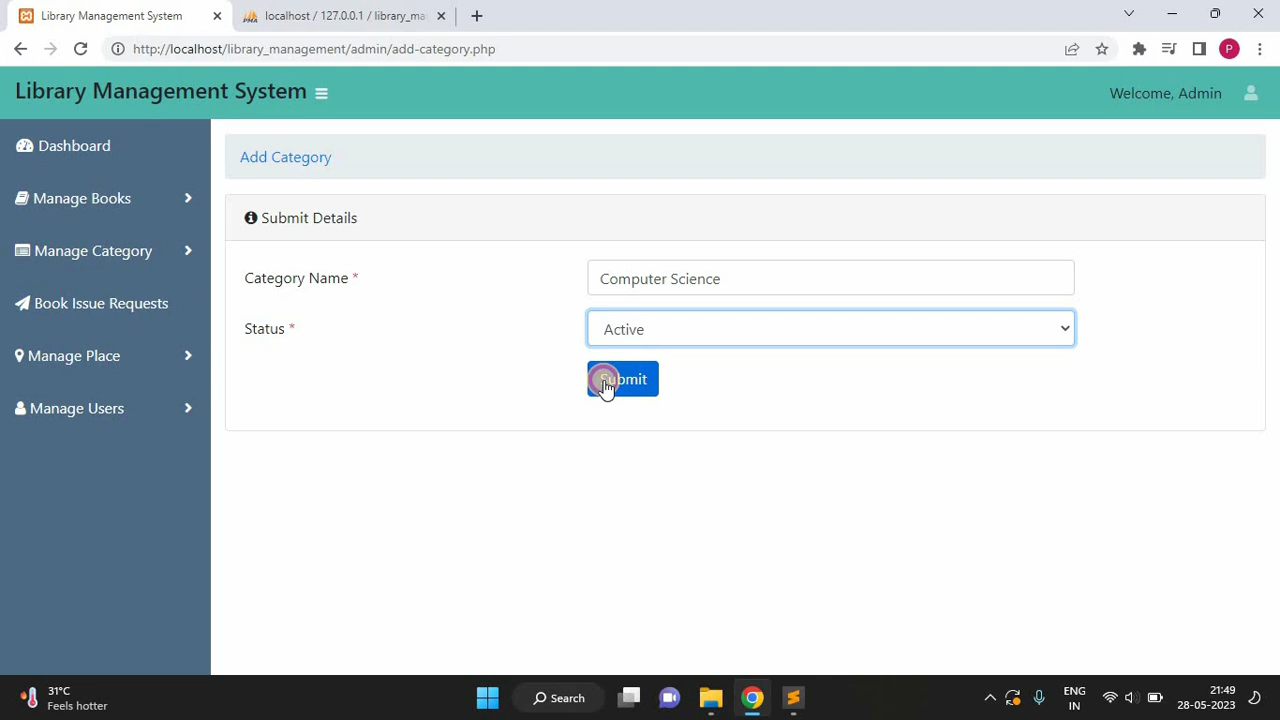 Library Management System
localhost / 127.0.0.1 / library_ma
http://localhost/library_management/admin/add-category.php
P
Library Management System
Welcome, Admin
Dashboard
Manage Books
Manage Category
Book Issue Requests
Manage Place
Manage Users
Add Category
Submit Details
Category Name *
Computer Science
Status *
Active
Submit
31°C
Feels hotter
Search
ENG
IN
21:49
28-05-2023